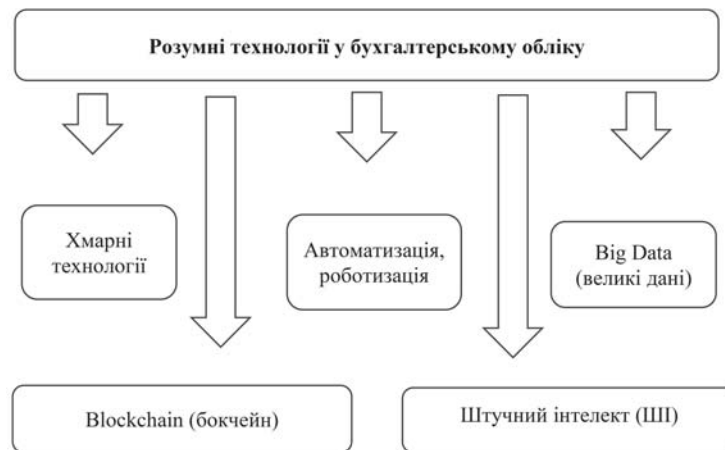 Розумні технології у бухгалтерському обліку
Хмарні
технології
Автоматизація,
роботизація
Big Data
(великі дані)
Blockchain (бокчейн)
Штучний інтелект (ШІ)